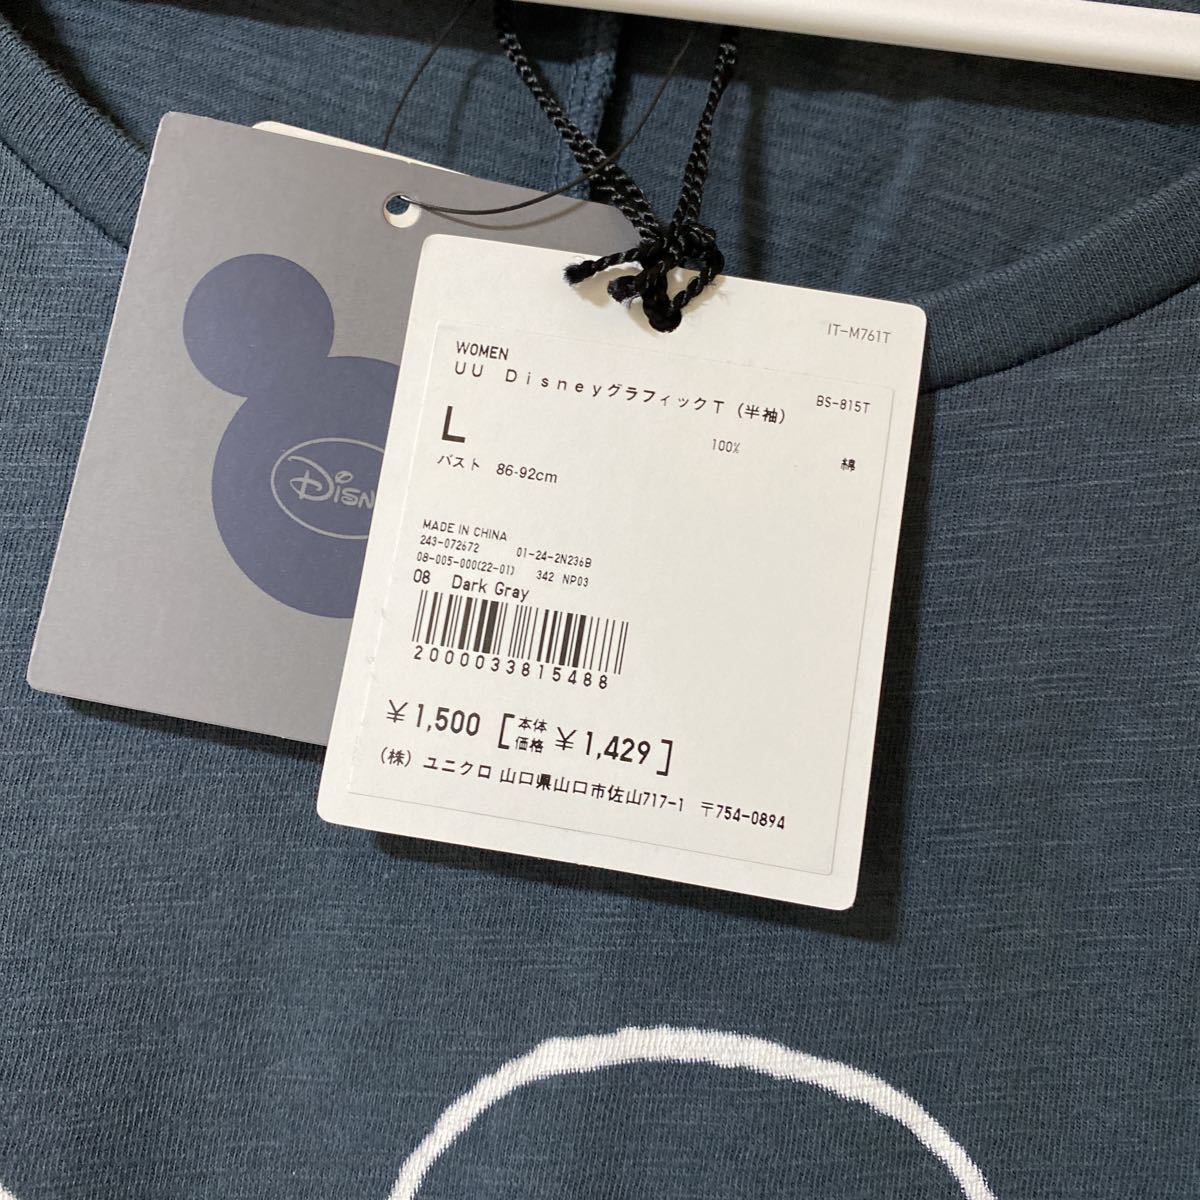 IT-M761T
WOMEN
UU DisneyグラフィックT（半袖）
BS-815T
L
100%
綿
バスト 86-92cm
MADE IN CHINA
243-072672 01-24-2N236B
08-005-000(22-01) 342 NP03
08 Dark Gray
2000033815488
¥1,500 [本体価格 ¥1,429]
（株）ユニクロ 山口県山口市佐山717-1 〒754-0894